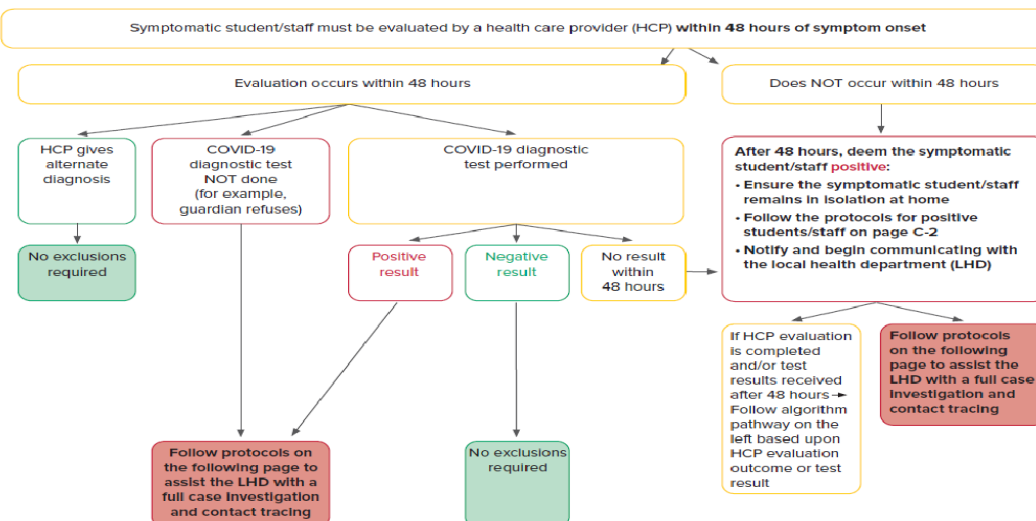 Symptomatic student/staff must be evaluated by a health care provider (HCP) within 48 hours of symptom onset
Evaluation occurs within 48 hours
Does NOT occur within 48 hours
HCP gives
alternate
diagnosis
COVID-19
diagnostic test
NOT done
(for example,
guardian refuses)
COVID-19 diagnostic
test performed
After 48 hours, deem the symptomatic
student/staff positive:
• Ensure the symptomatic student/staff
remains in isolation at home
• Follow the protocols for positive
students/staff on page C-2
• Notify and begin communicating with
the local health department (LHD)
No exclusions
required
Positive
result
Negative
result
No result
within
48 hours
If HCP evaluation
is completed
and/or test
results received
after 48 hours →
Follow algorithm
pathway on the
left based upon
HCP evaluation
outcome or test
result
Follow protocols
on the following
page to assist the
LHD with a full case
Investigation and
contact tracing
Follow protocols on
the following page to
assist the LHD with a
full case Investigation
and contact tracing
No exclusions
required